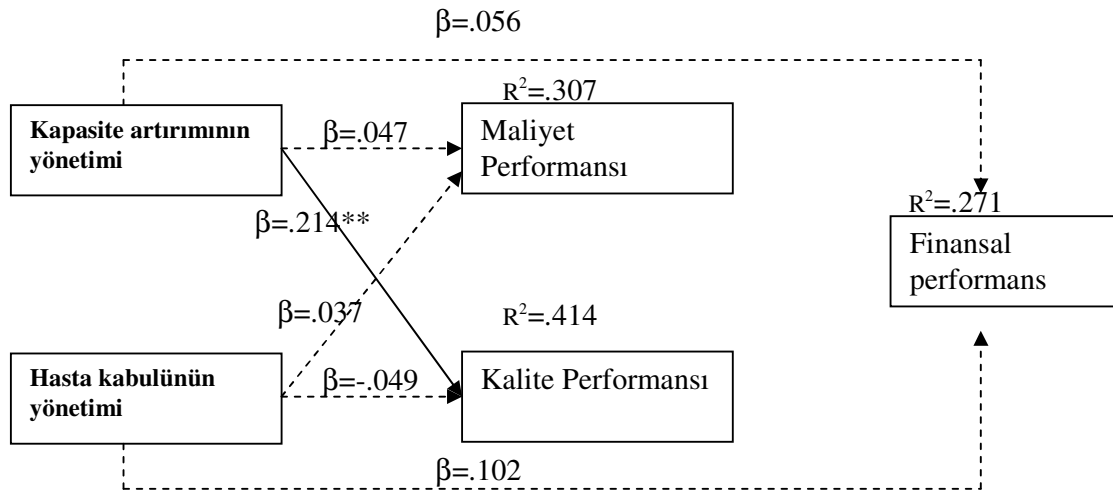 β=.056
R²=.307
Kapasite artırımının
yönetimi
β=.047
Maliyet
Performansı
β=.214**
R²=.271
Finansal
performans
β=.037
R²=.414
Hasta kabulünün
yönetimi
β=-.049
Kalite Performansı
β=.102